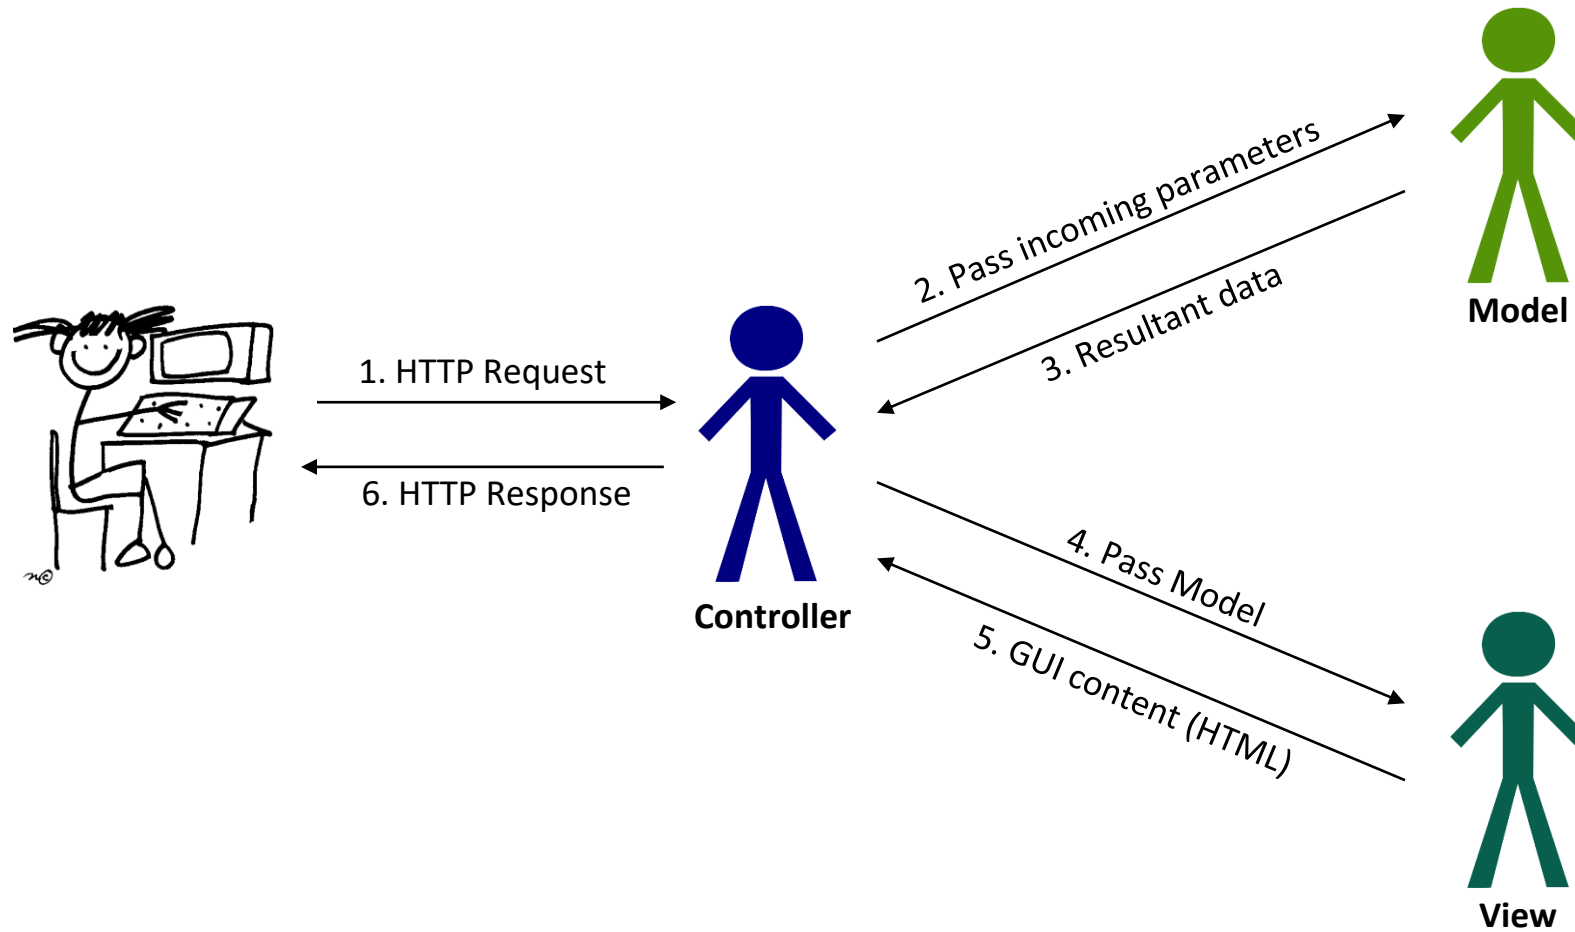 1. HTTP Request
6. HTTP Response
Controller
2. Pass incoming parameters
3. Resultant data
Model
4. Pass Model
5. GUI content (HTML)
View